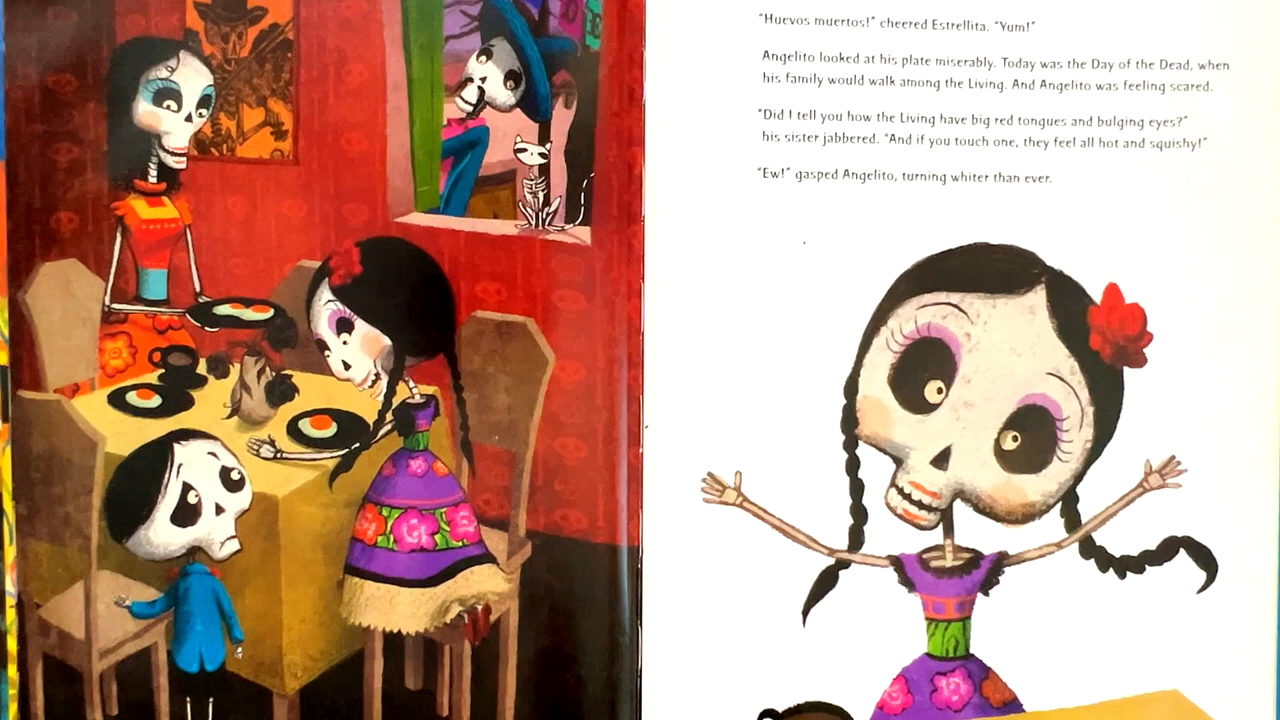 "Huevos muertos!" cheered Estrellita. "Yum!"
Angelito looked at his plate miserably. Today was the Day of the Dead, when
his family would walk among the Living. And Angelito was feeling scared.
"Did I tell you how the Living have big red tongues and bulging eyes?"
his sister jabbered. "And if you touch one, they feel all hot and squishy!"
"Ew!" gasped Angelito, turning whiter than ever.